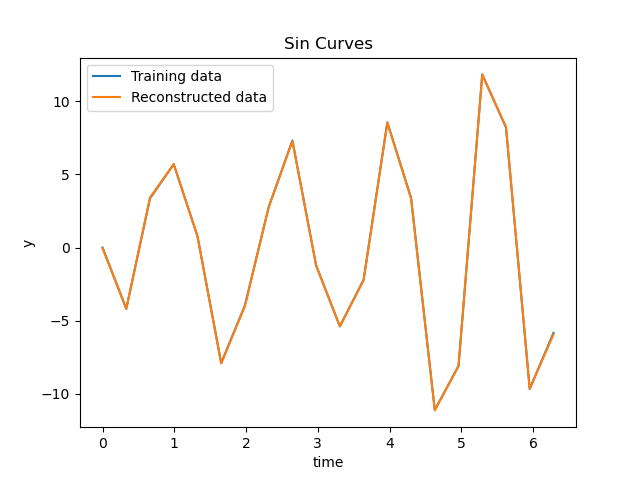 Sin Curves
Training data
Reconstructed data
10
5
0
−5
−10
y
0 1 2 3 4 5 6
time